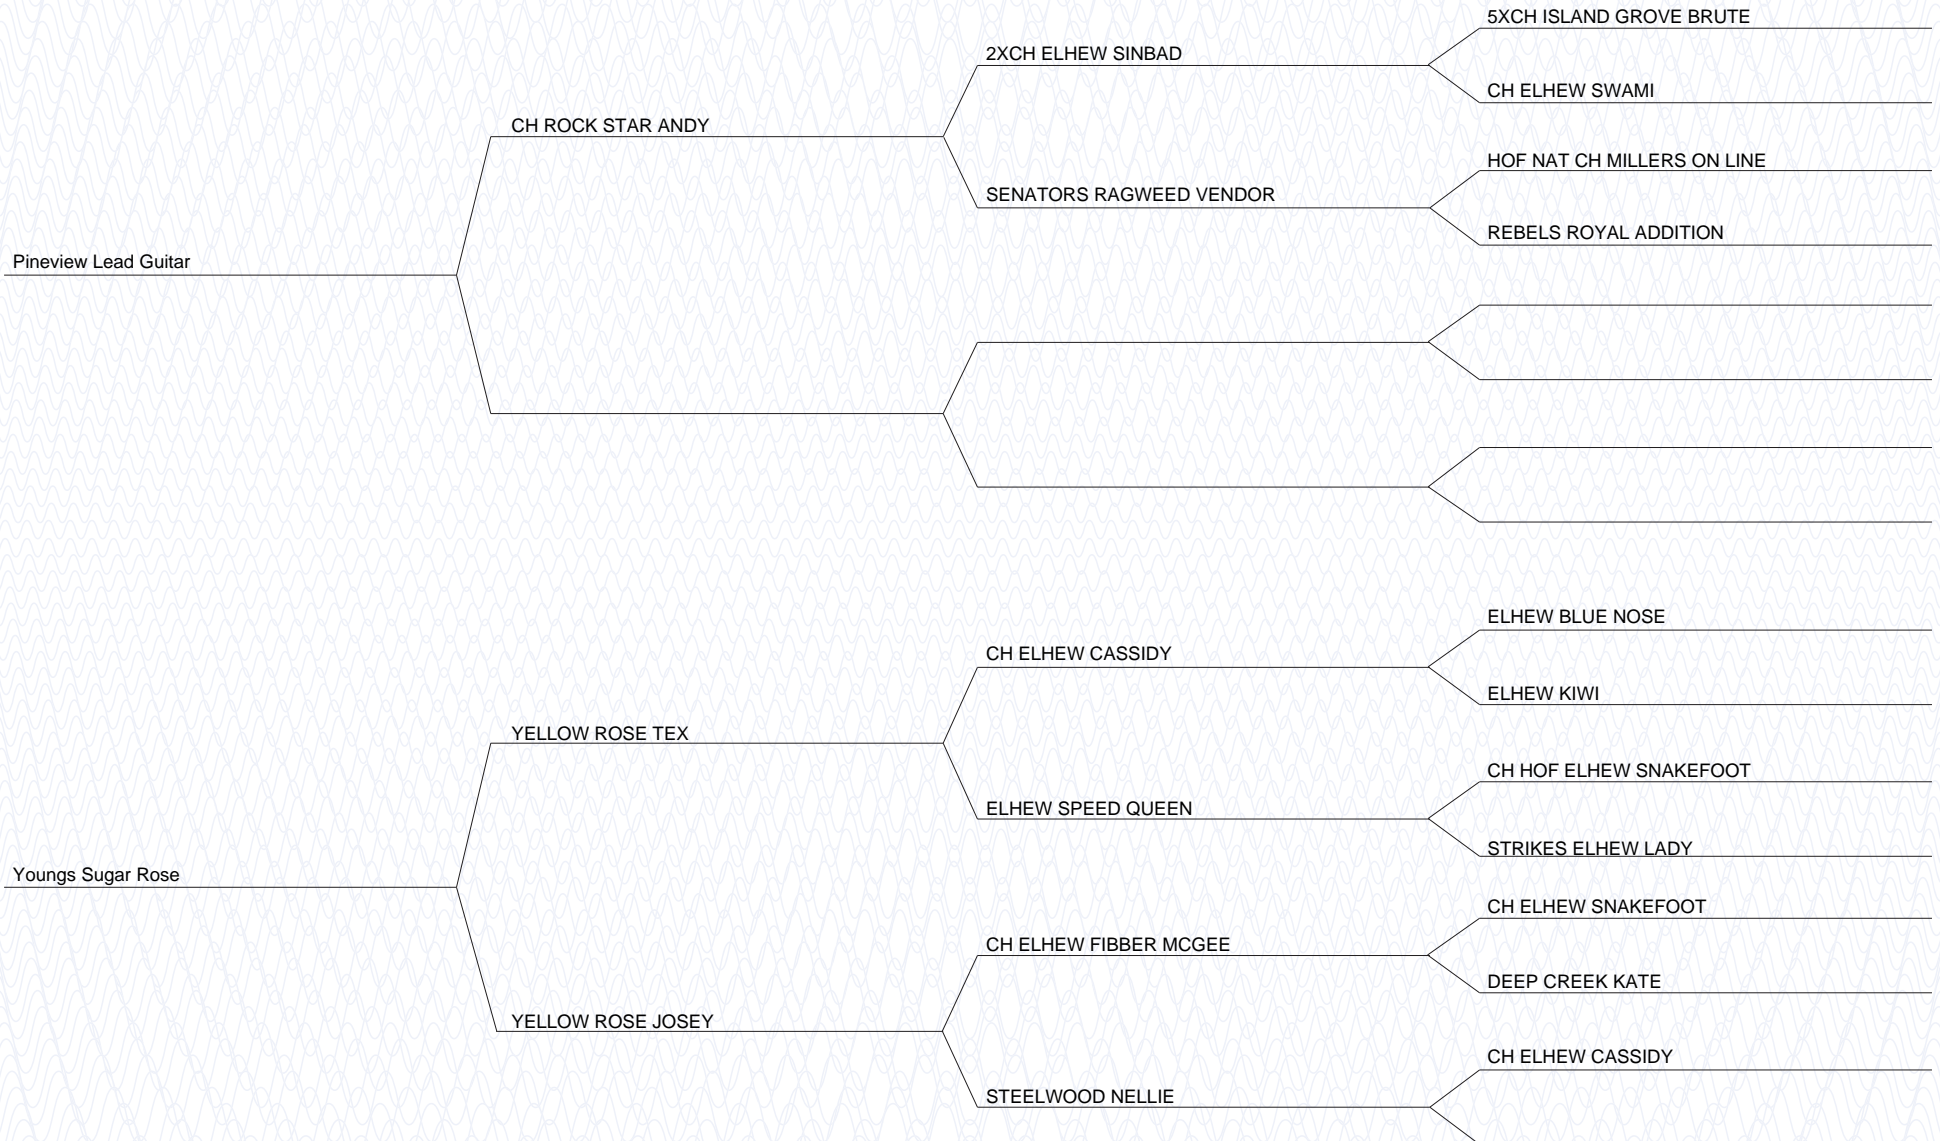 5XCH ISLAND GROVE BRUTE
2XCH ELHEW SINBAD
CH ELHEW SWAMI
CH ROCK STAR ANDY
HOF NAT CH MILLERS ON LINE
SENATORS RAGWEED VENDOR
REBELS ROYAL ADDITION
Pineview Lead Guitar
ELHEW BLUE NOSE
CH ELHEW CASSIDY
ELHEW KIWI
YELLOW ROSE TEX
CH HOF ELHEW SNAKEFOOT
ELHEW SPEED QUEEN
STRIKES ELHEW LADY
Youngs Sugar Rose
CH ELHEW SNAKEFOOT
CH ELHEW FIBBER MCGEE
DEEP CREEK KATE
YELLOW ROSE JOSEY
CH ELHEW CASSIDY
STEELWOOD NELLIE